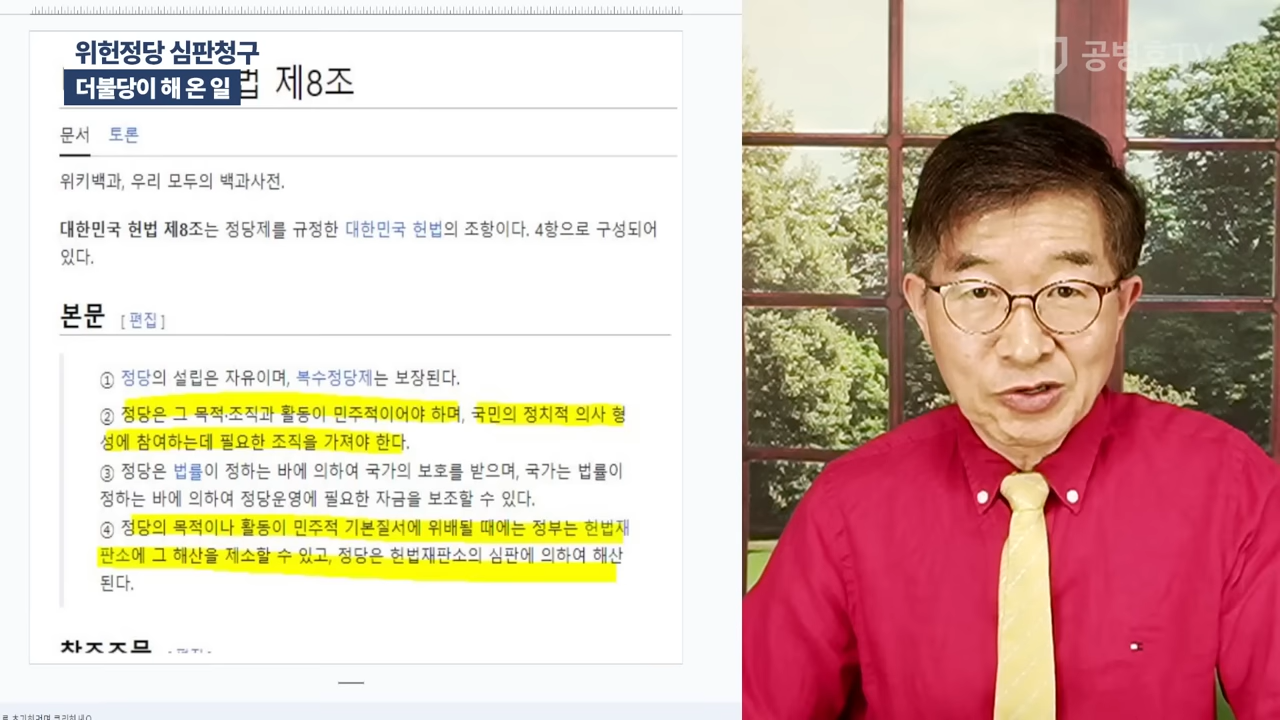 위헌정당 심판청구
더불당이 해 온 일
법 제8조
공병호TV
문서 토론
위키백과, 우리 모두의 백과사전.
대한민국 헌법 제8조는 정당제를 규정한 대한민국 헌법의 조항이다. 4항으로 구성되어
있다.
본문 [편집]
① 정당의 설립은 자유이며, 복수정당제는 보장된다.
② 정당은 그 목적·조직과 활동이 민주적이어야 하며, 국민의 정치적 의사 형
성에 참여하는데 필요한 조직을 가져야 한다.
③ 정당은 법률이 정하는 바에 의하여 국가의 보호를 받으며, 국가는 법률이
정하는 바에 의하여 정당운영에 필요한 자금을 보조할 수 있다.
④ 정당의 목적이나 활동이 민주적 기본질서에 위배될 때에는 정부는 헌법재
판소에 그 해산을 제소할 수 있고, 정당은 헌법재판소의 심판에 의하여 해산
된다.
참조조문 [편집]